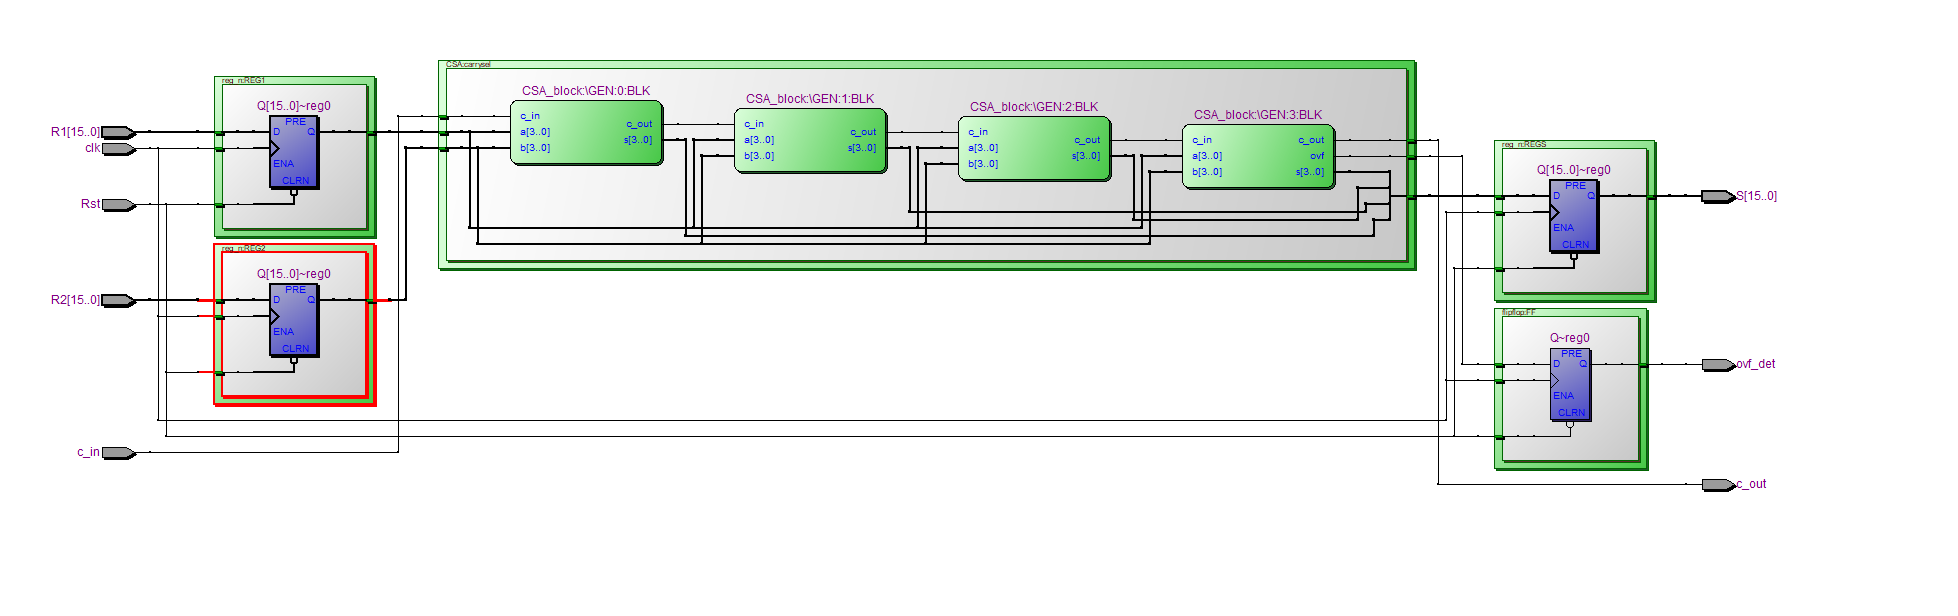 reg_n:REG1
Q[15..0]~reg0
PRE
D
Q
ENA
CLRN
R1[15..0]
clk
Rst
reg_n:REG2
Q[15..0]~reg0
PRE
D
Q
ENA
CLRN
R2[15..0]
c_in
CSA:carrysel
CSA_block:\GEN:0:BLK
c_in
a[3..0]
b[3..0]
c_out
s[3..0]
CSA_block:\GEN:1:BLK
c_in
a[3..0]
b[3..0]
c_out
s[3..0]
CSA_block:\GEN:2:BLK
c_in
a[3..0]
b[3..0]
c_out
s[3..0]
CSA_block:\GEN:3:BLK
c_in
a[3..0]
b[3..0]
c_out
ovf
s[3..0]
reg_n:REGS
Q[15..0]~reg0
PRE
D
Q
ENA
CLRN
S[15..0]
flipflop:FF
Q~reg0
PRE
D
Q
ENA
CLRN
ovf_det
c_out